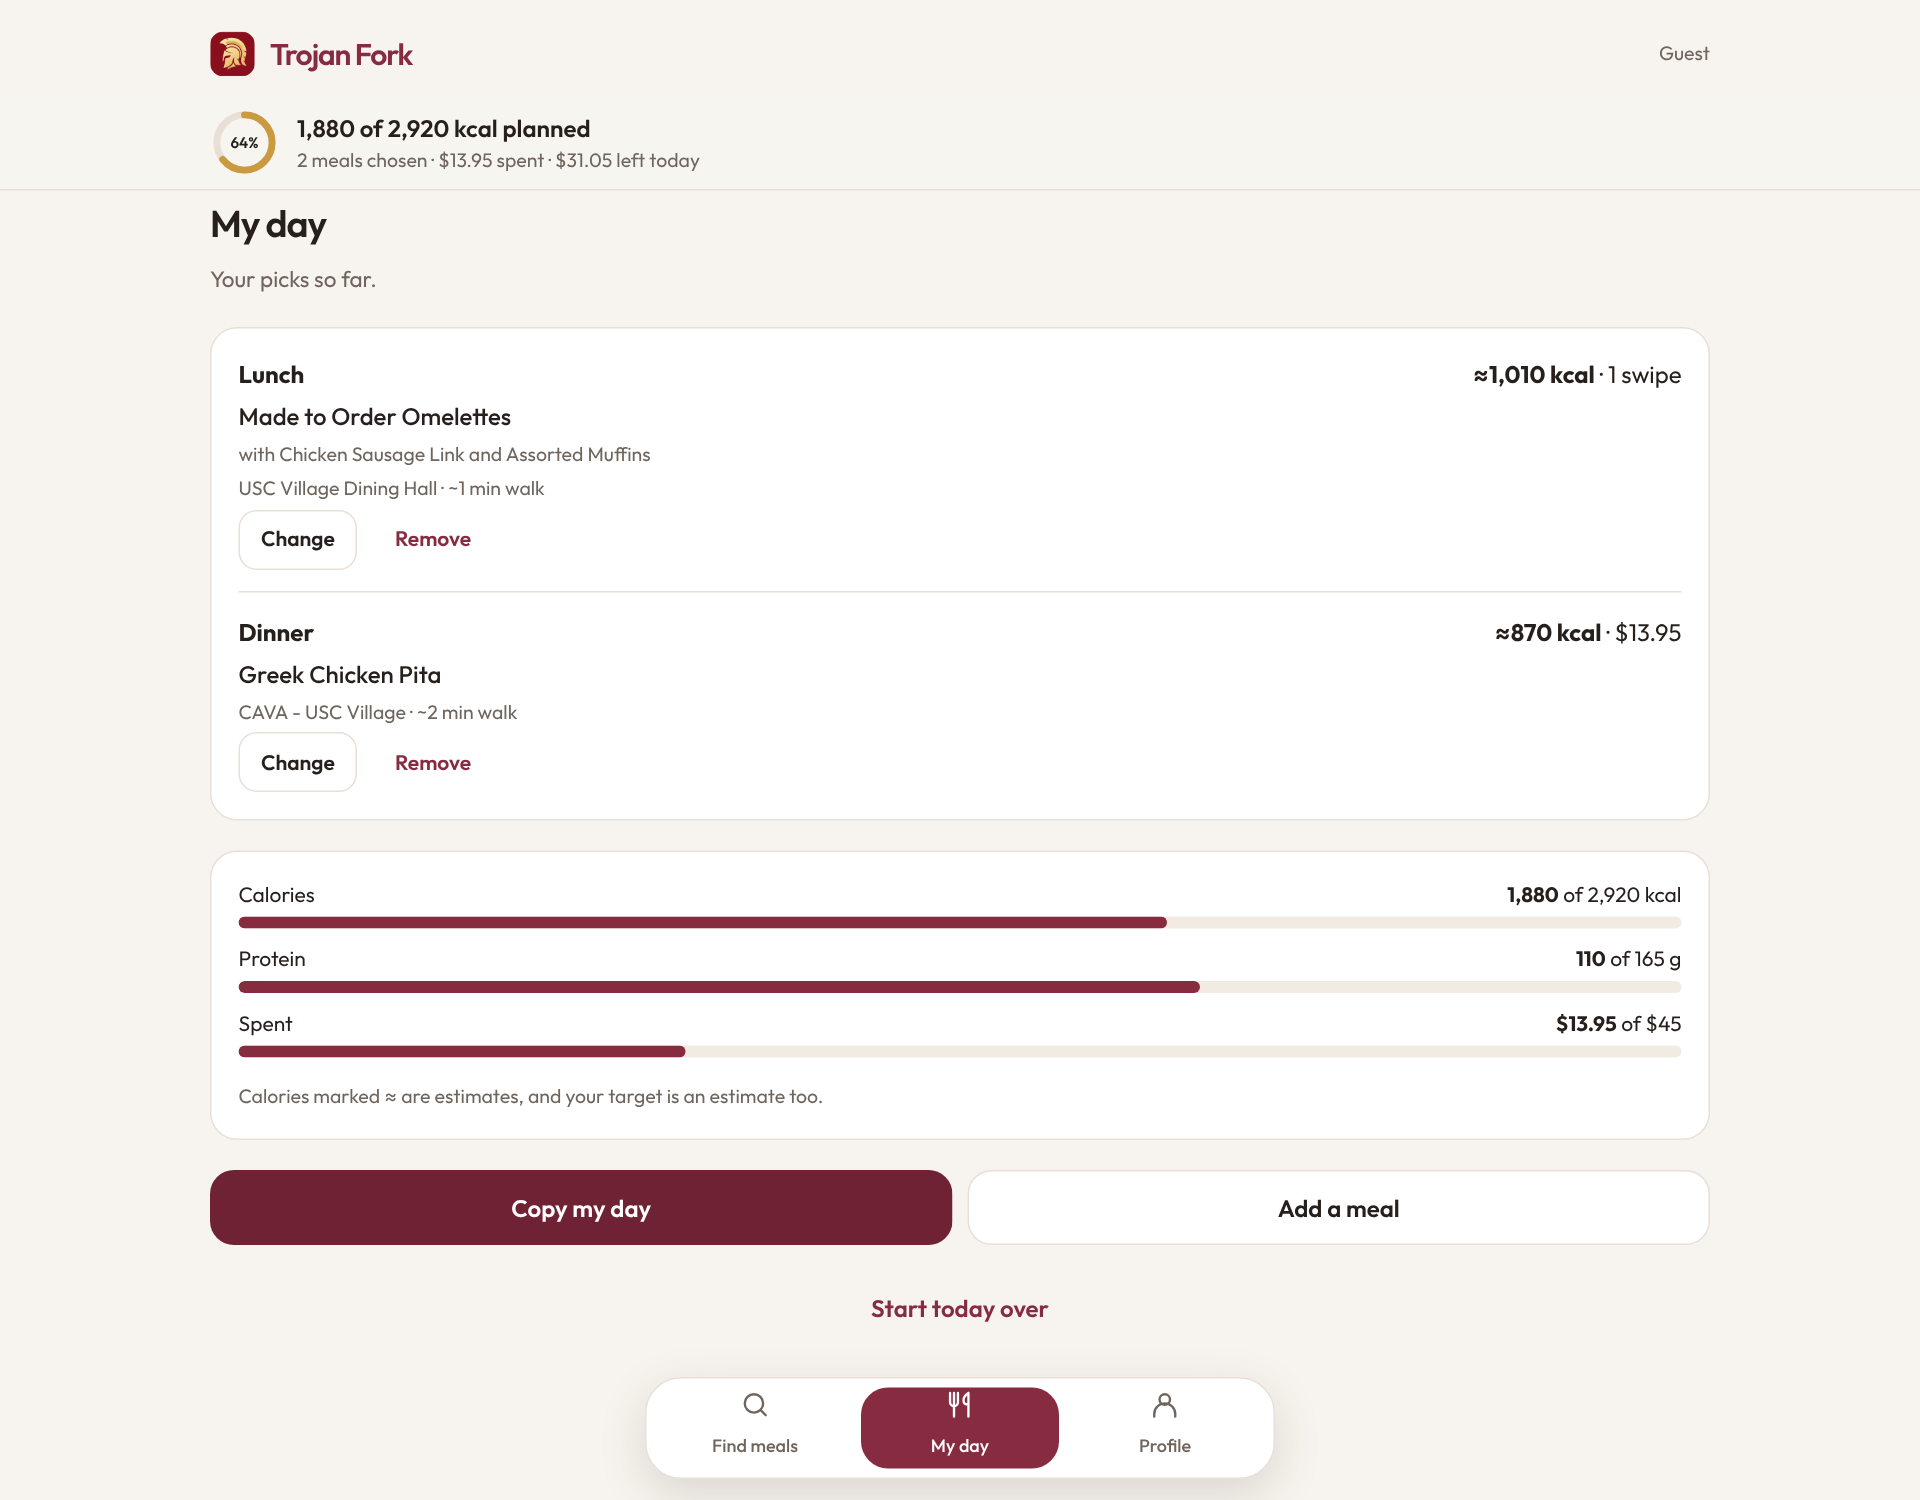 Trojan Fork
Guest
64%
1,880 of 2,920 kcal planned
2 meals chosen · $13.95 spent · $31.05 left today
My day
Your picks so far.
Lunch
≈1,010 kcal · 1 swipe
Made to Order Omelettes
with Chicken Sausage Link and Assorted Muffins
USC Village Dining Hall · ~1 min walk
Change
Remove
Dinner
≈870 kcal · $13.95
Greek Chicken Pita
CAVA - USC Village · ~2 min walk
Change
Remove
Calories
1,880 of 2,920 kcal
Protein
110 of 165 g
Spent
$13.95 of $45
Calories marked ≈ are estimates, and your target is an estimate too.
Copy my day
Add a meal
Start today over
Find meals
My day
Profile